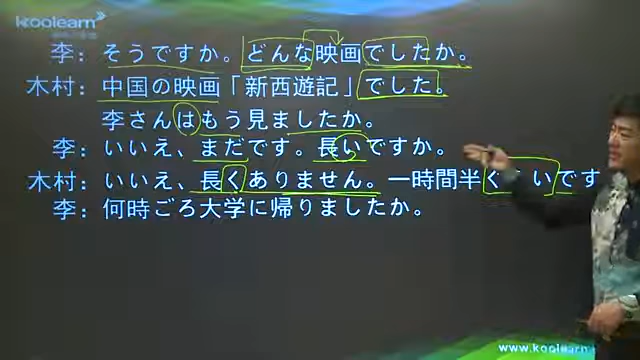 koolearn
李：そうですか。どんな映画でしたか。
木村：中国の映画「新西遊記」でした。
李さんはもう見ましたか。
李：いいえ、まだです。長いですか。
木村：いいえ、長くありません。一時間半ぐ いです
李：何時ごろ大学に帰りましたか。
www.koolearn